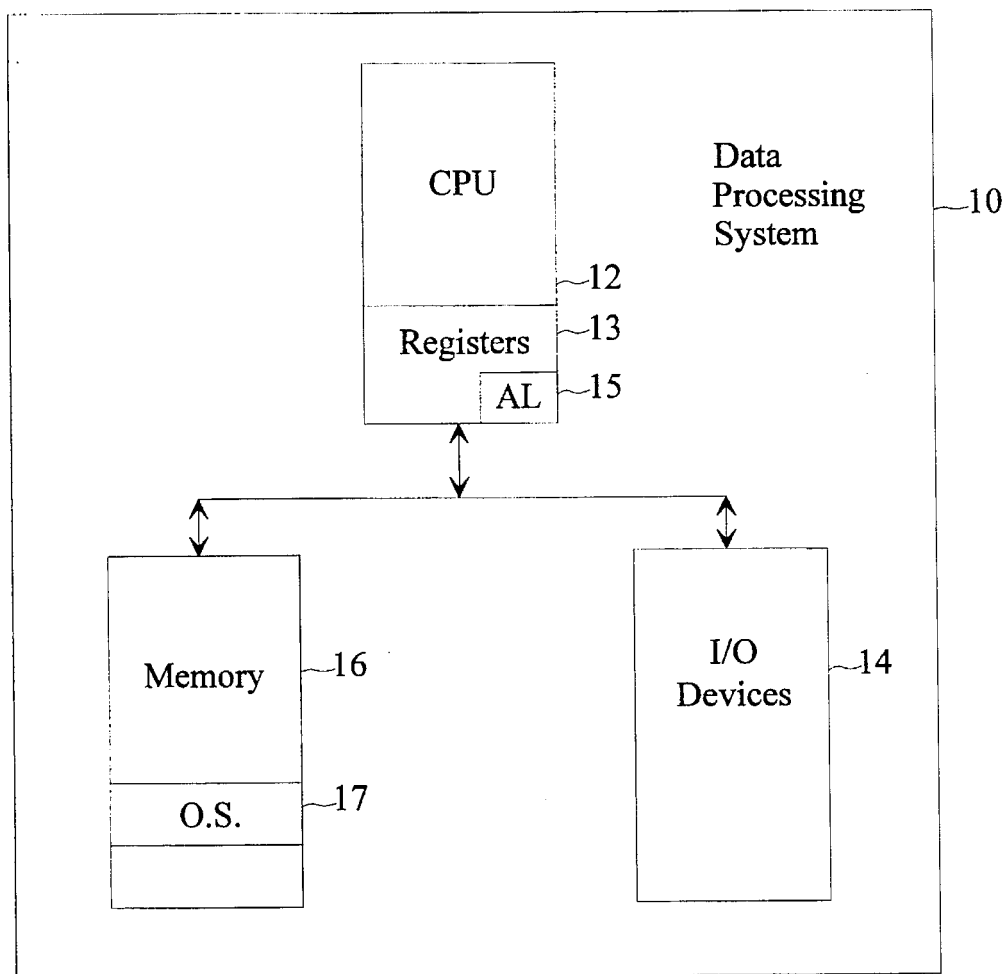 CPU
Data
Processing
System
10
12
Registers
13
AL
15
Memory
16
I/O
Devices
14
O.S.
17